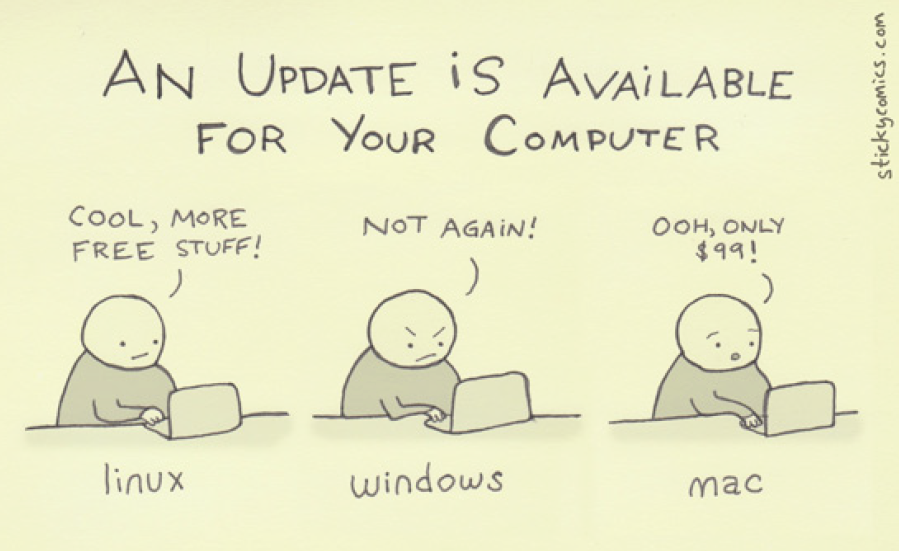 AN UPDATE iS AVAiLABLE
FOR YOUR COMPUTER
stickycomics.com
COOL, MORE
FREE STUFF!
NOT AGAIN!
OOH, ONLY
$99!
linux
windows
mac